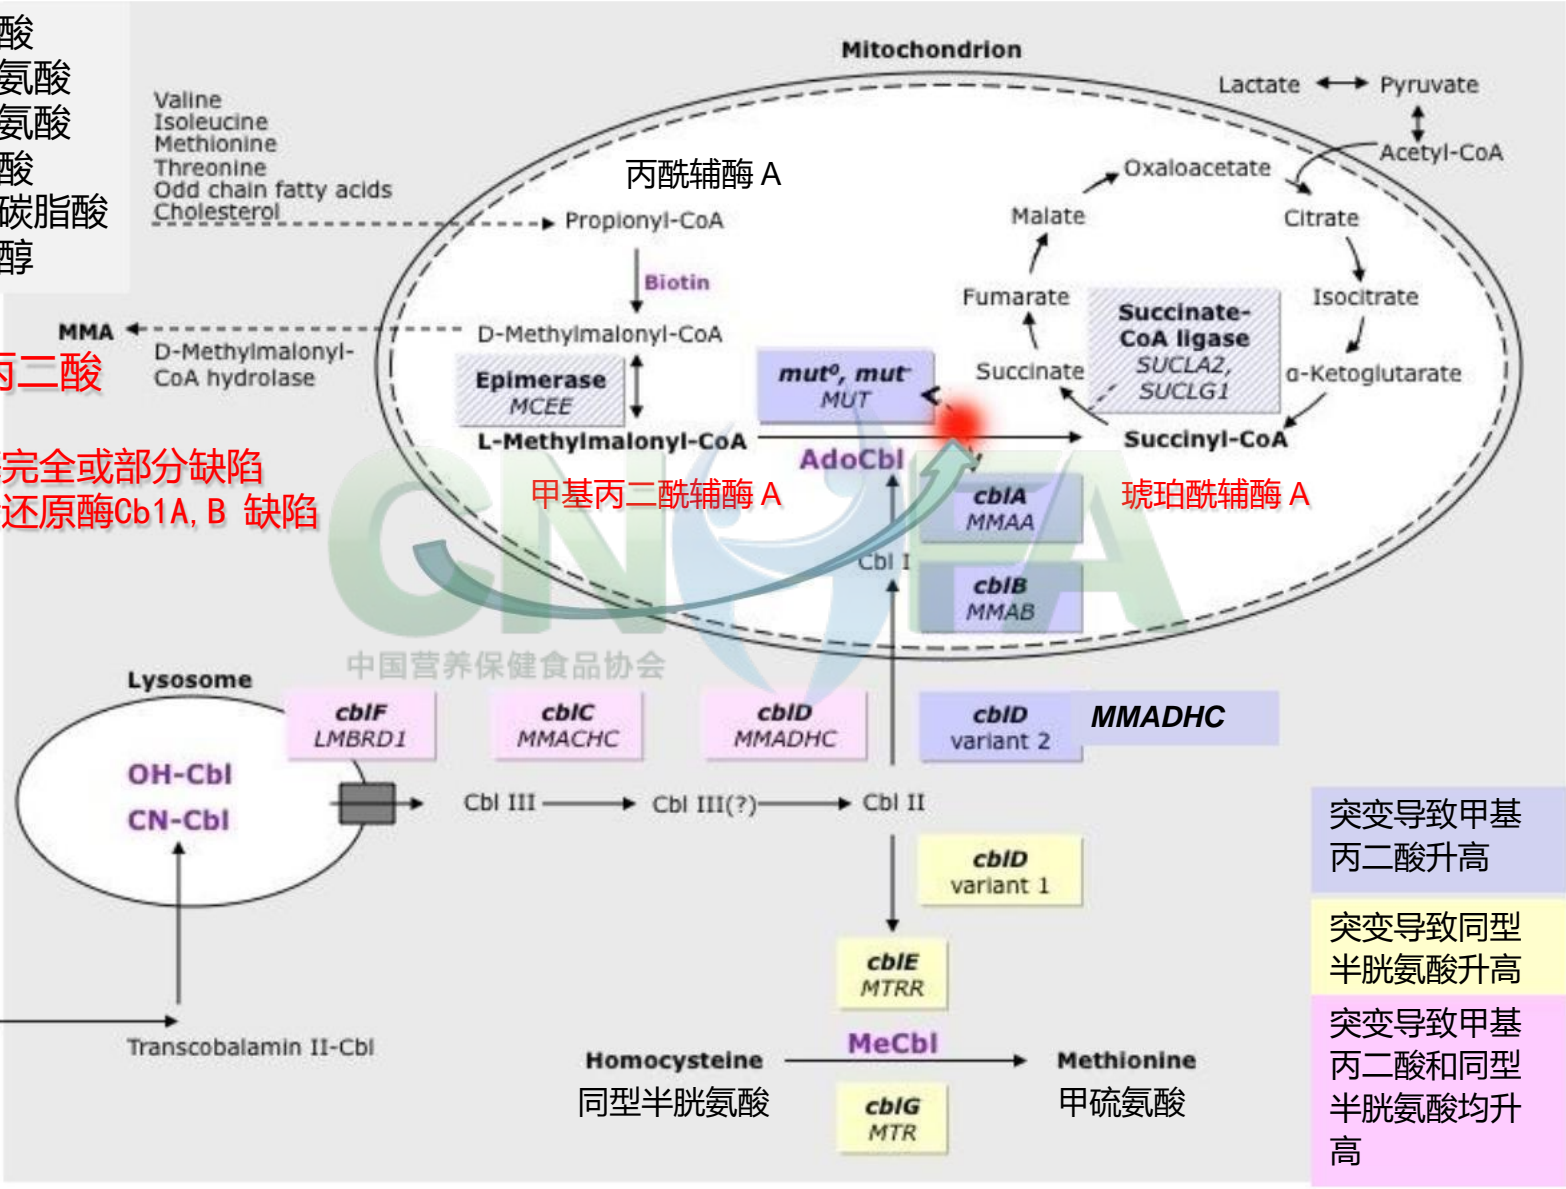 酸
氨酸
氨酸
酸
碳脂酸
醇
Mitochondrion
Lactate
Pyruvate
Acetyl-CoA
Valine
Isoleucine
Methionine
Threonine
Odd chain fatty acids
Cholesterol
丙酰辅酶 A
Propionyl-CoA
Biotin
D-Methylmalonyl-CoA
MMA
D-Methylmalonyl-
CoA hydrolase
丙二酸
Epimerase
MCEE
L-Methylmalonyl-CoA
甲基丙二酰辅酶 A
mut⁰, mut⁻
MUT
AdoCbl
Oxaloacetate
Malate
Citrate
Fumarate
Isocitrate
Succinate-
CoA ligase
SUCLA2,
SUCLG1
Succinate
α-Ketoglutarate
Succinyl-CoA
琥珀酰辅酶 A
完全或部分缺陷
还原酶Cb1A,B 缺陷
cblA
MMAA
Cbl I
cblB
MMAB
CNHFA
中国营养保健食品协会
Lysosome
OH-Cbl
CN-Cbl
cblF
LMBRD1
cblC
MMACHC
cblD
MMADHC
cblD
variant 2
MMADHC
Cbl III
Cbl III(?)
Cbl II
cblD
variant 1
cblE
MTRR
Transcobalamin II-Cbl
Homocysteine
MeCbl
Methionine
同型半胱氨酸
甲硫氨酸
cblG
MTR
突变导致甲基
丙二酸升高
突变导致同型
半胱氨酸升高
突变导致甲基
丙二酸和同型
半胱氨酸均升
高